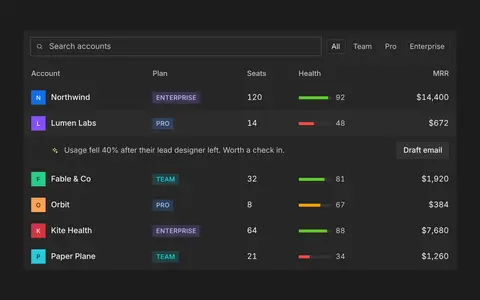 Search accounts All Team Pro Enterprise
Account Plan Seats Health MRR
N Northwind ENTERPRISE 120 92 $14,400
L Lumen Labs PRO 14 48 $672
Usage fell 40% after their lead designer left. Worth a check in. Draft email
F Fable & Co TEAM 32 81 $1,920
O Orbit PRO 8 67 $384
K Kite Health ENTERPRISE 64 88 $7,680
P Paper Plane TEAM 21 34 $1,260